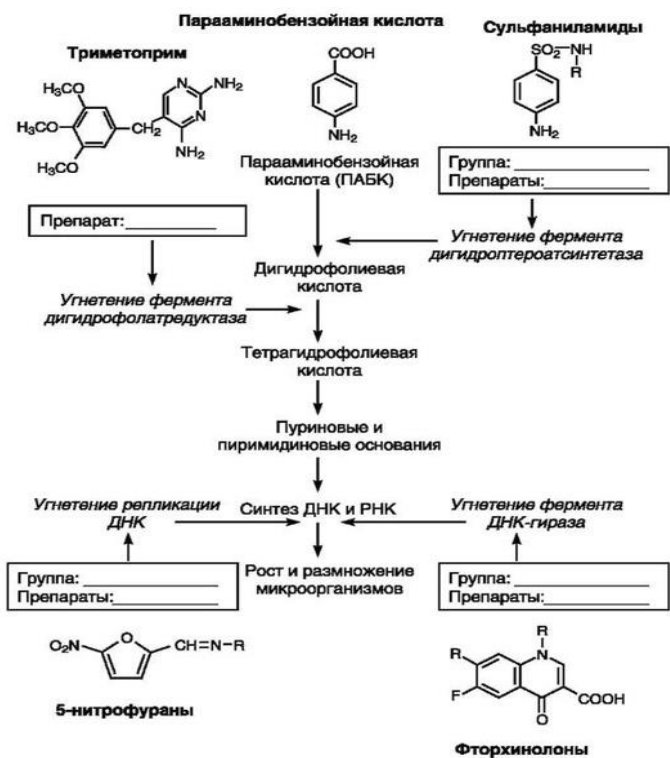 Парааминобензойная кислота
Триметоприм
Сульфаниламиды
H₃CO
CH₃O
H₃CO
CH₂
N
N
NH₂
NH₂
COOH
NH₂
SO₂—NH
R
NH₂
Парааминобензойная
кислота (ПАБК)
Группа: ____________
Препараты: ____________
Препарат: ________
Угнетение фермента
дигидроптероатсинтетаза
Дигидрофолиевая
кислота
Угнетение фермента
дигидрофолатредуктаза
Тетрагидрофолиевая
кислота
Пуриновые и
пиримидиновые основания
Угнетение репликации
ДНК
Синтез ДНК и РНК
Угнетение фермента
ДНК-гираза
Группа: ____________
Препараты: ____________
Рост и размножение
микроорганизмов
Группа: ____________
Препараты: ____________
O₂N
O
CH=N—R
5-нитрофураны
R
R
N
F
O
COOH
Фторхинолоны